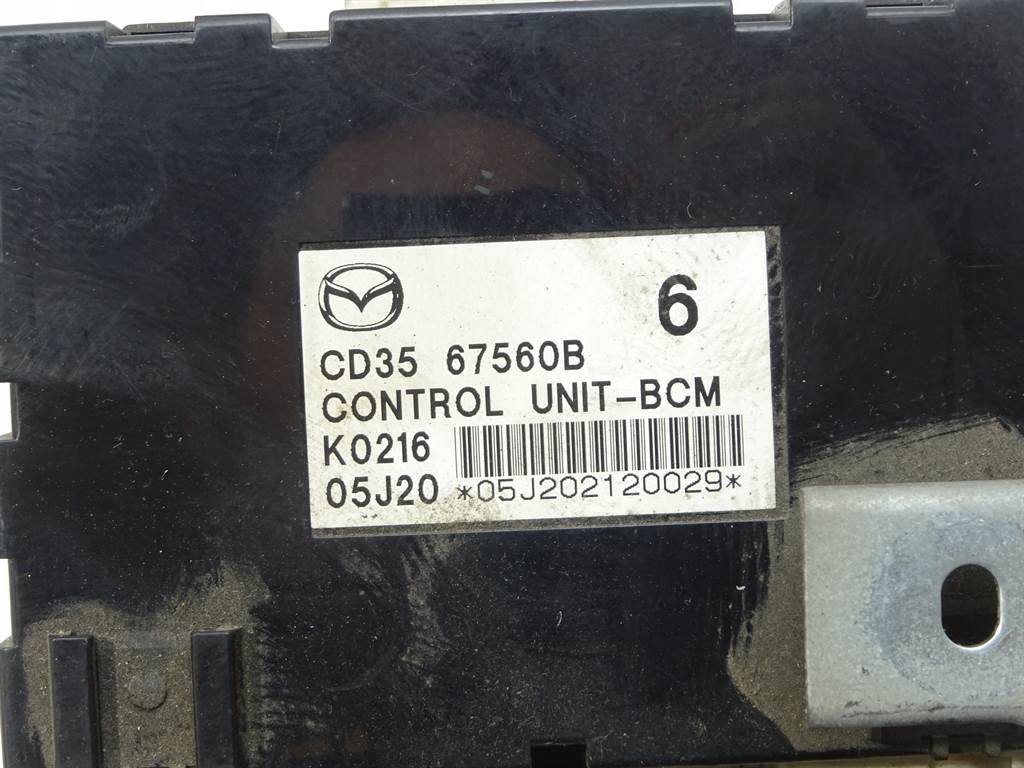 6
CD35 67560B
CONTROL UNIT-BCM
K0216
05J20 *05J202120029*